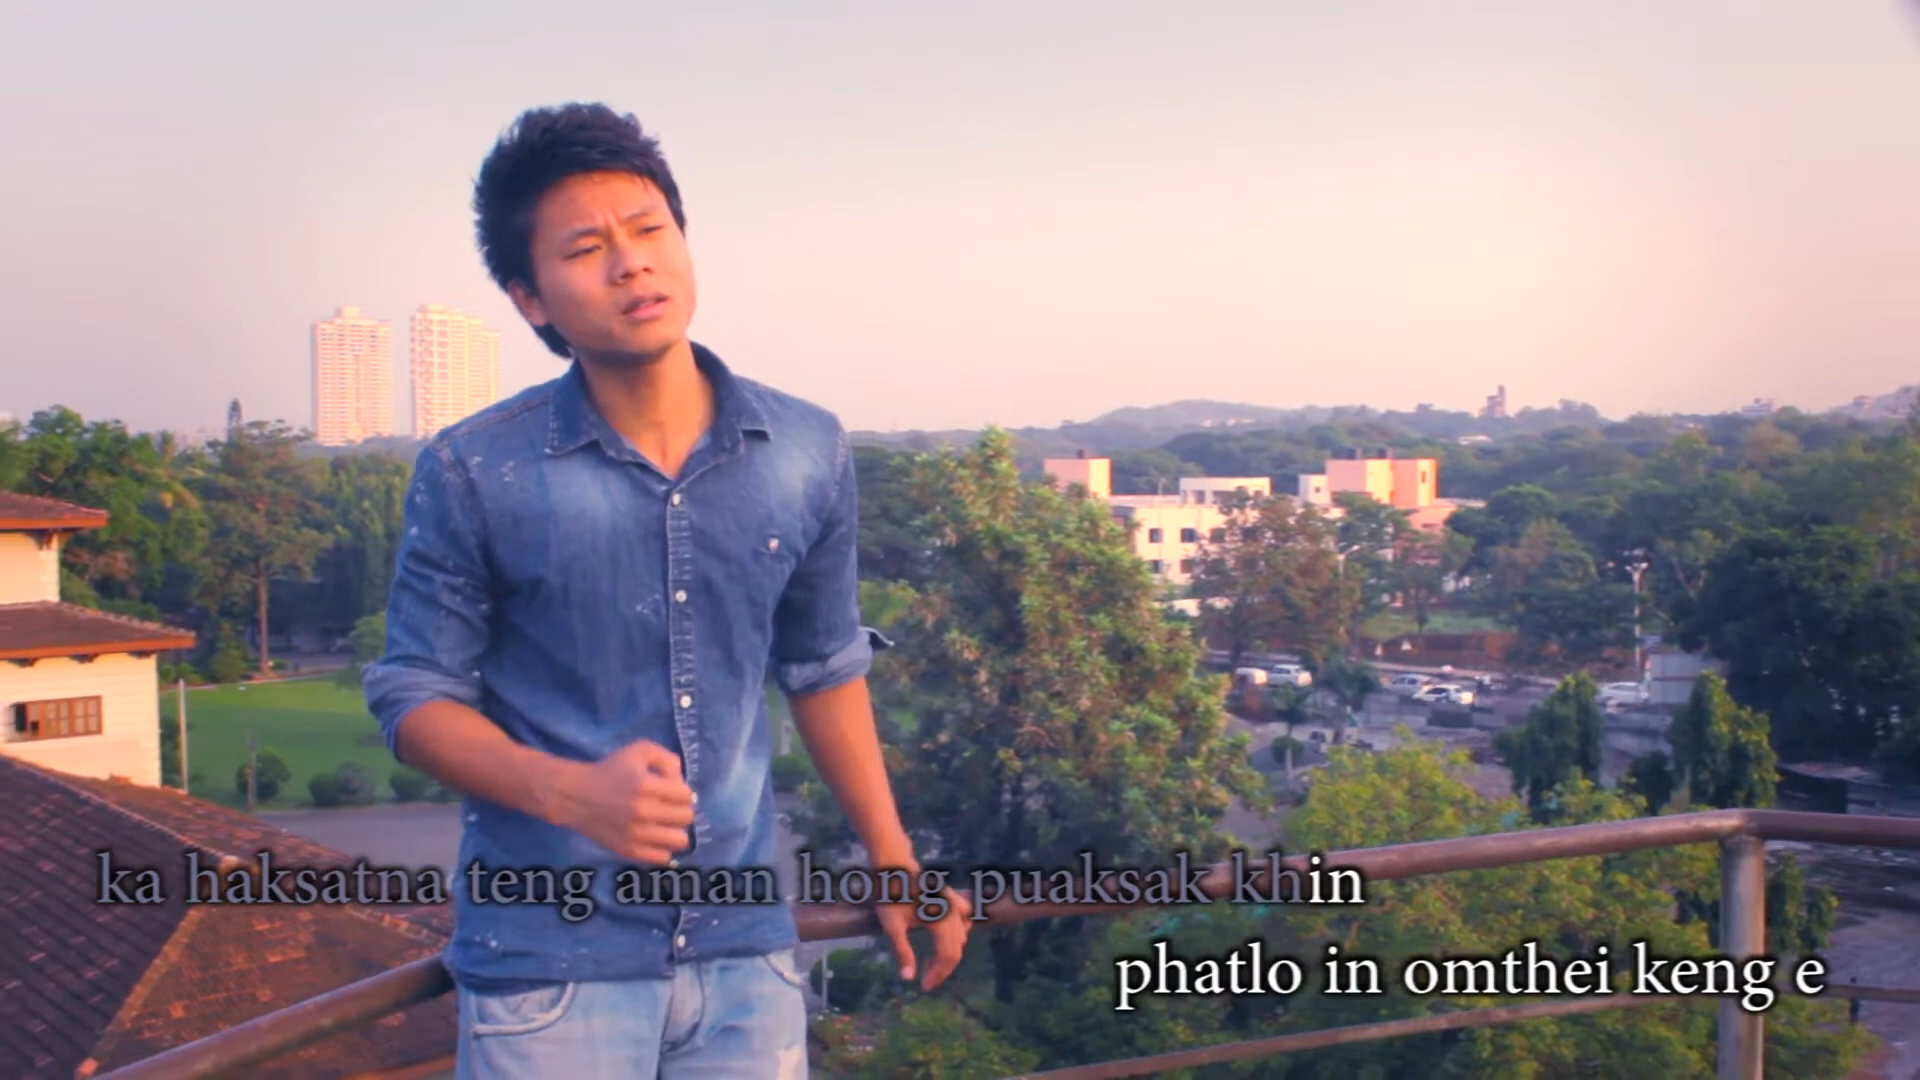 ka haksatna teng aman hong puaksak khin
phatlo in omthei keng e